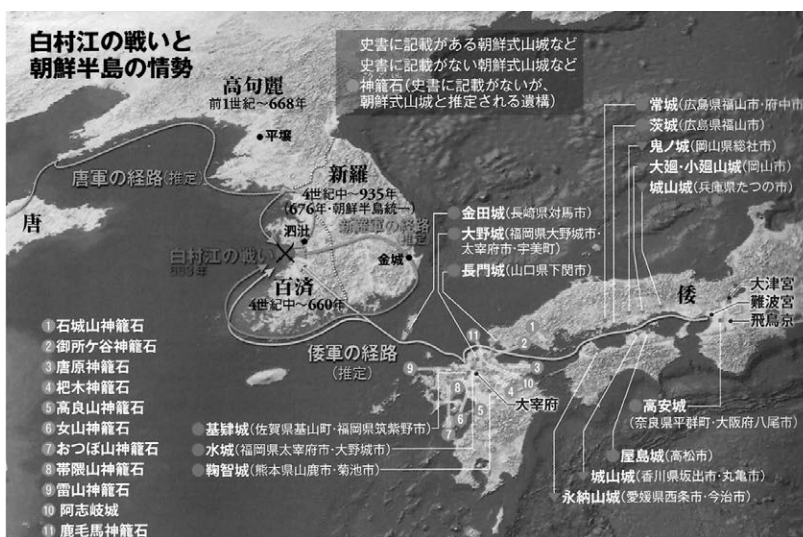 白村江の戦いと
朝鮮半島の情勢
史書に記載がある朝鮮式山城など
史書に記載がない朝鮮式山城など
神籠石(史書に記載がないが、
朝鮮式山城と推定される遺構)
高句麗
前1世紀〜668年
平壌
唐軍の経路(推定)
唐
新羅
4世紀中〜935年
(676年・朝鮮半島統一)
新羅軍の経路
推定
泗沘
白村江の戦い
663年
金城
百済
4世紀中〜660年
倭軍の経路
(推定)
常城(広島県福山市・府中市
茨城(広島県福山市)
鬼ノ城(岡山県総社市)
大廻・小廻山城(岡山市)
城山城(兵庫県たつの市)
金田城(長崎県対馬市)
大野城(福岡県大野城市・
太宰府市・宇美町)
長門城(山口県下関市)
倭
大津宮
難波宮
飛鳥京
大宰府
①石城山神籠石
②御所ケ谷神籠石
③唐原神籠石
④杷木神籠石
⑤高良山神籠石
⑥女山神籠石
⑦おつぼ山神籠石
⑧帯隈山神籠石
⑨雷山神籠石
⑩阿志岐城
⑪鹿毛馬神籠石
⑪
①
②
⑨
③
⑧
④
⑩
⑤
⑥
⑦
基肄城(佐賀県基山町・福岡県筑紫野市)
水城(福岡県太宰府市・大野城市)
鞠智城(熊本県山鹿市・菊池市)
高安城
(奈良県平群町・大阪府八尾市)
屋島城(高松市)
城山城(香川県坂出市・丸亀市)
永納山城(愛媛県西条市・今治市)